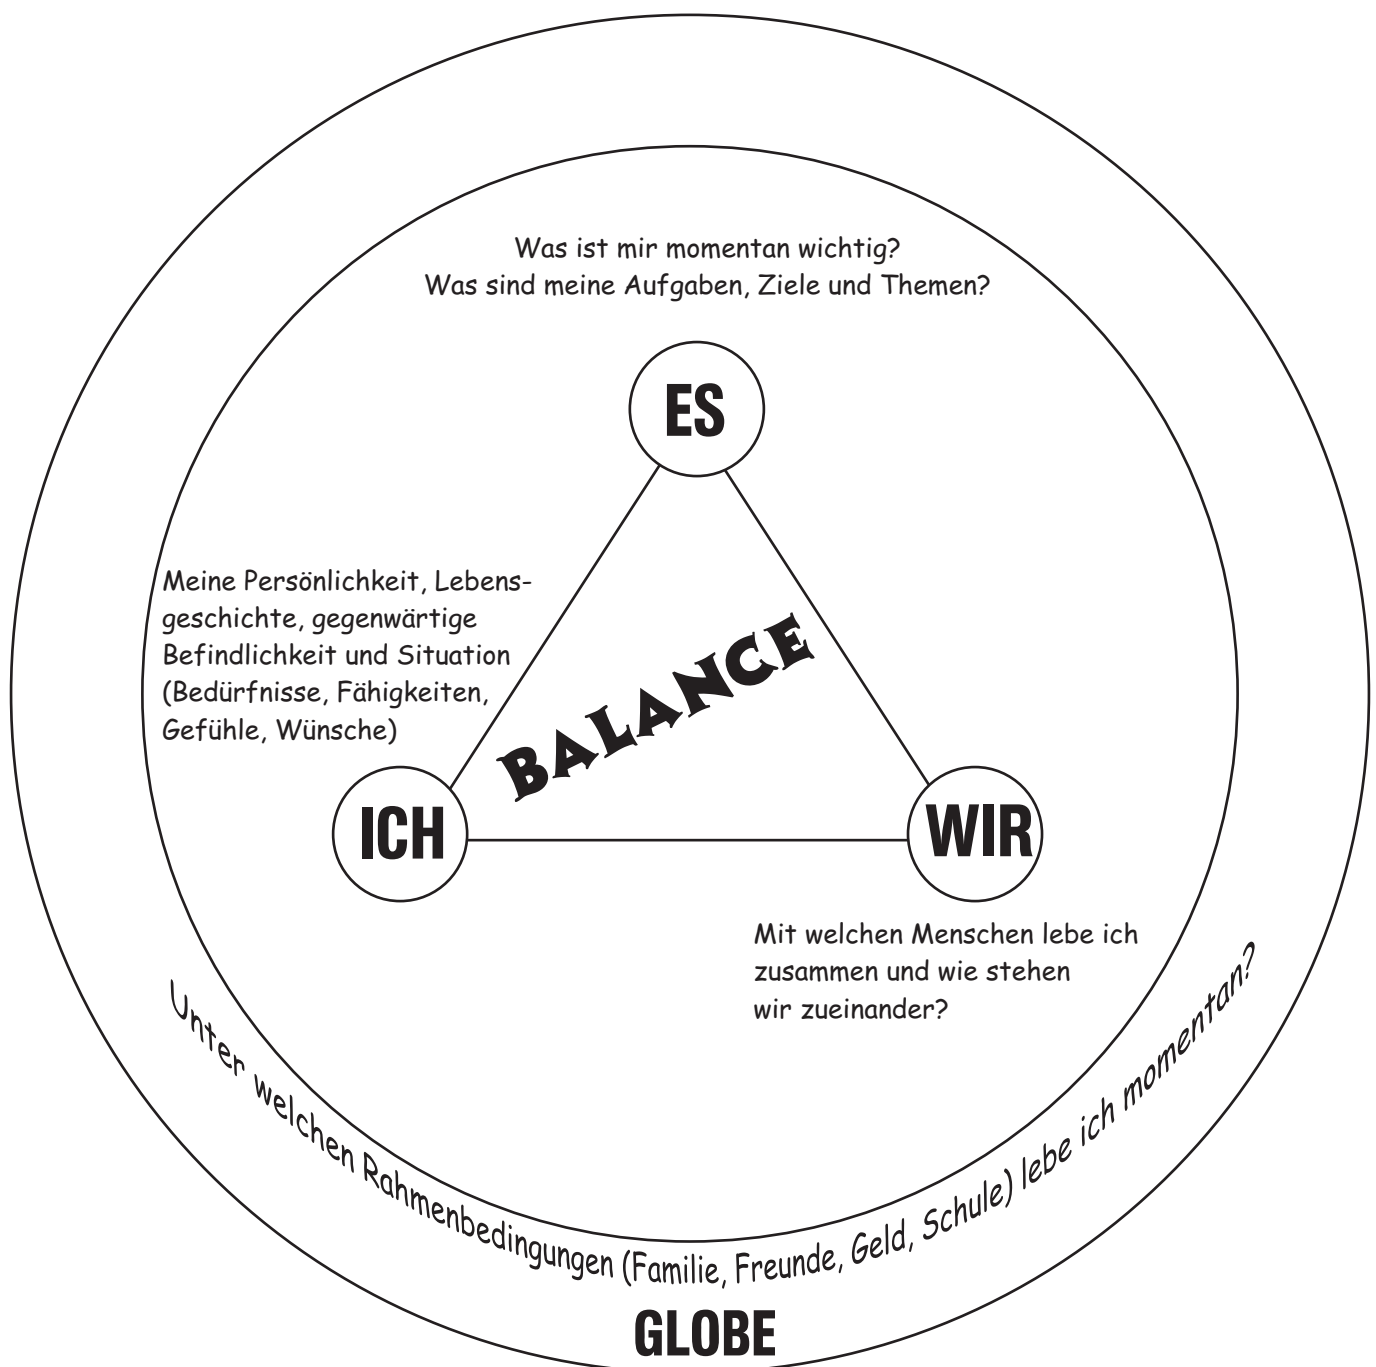 Was ist mir momentan wichtig?
Was sind meine Aufgaben, Ziele und Themen?
ES
Meine Persönlichkeit, Lebens-
geschichte, gegenwärtige
Befindlichkeit und Situation
(Bedürfnisse, Fähigkeiten,
Gefühle, Wünsche)
BALANCE
ICH
WIR
Mit welchen Menschen lebe ich
zusammen und wie stehen
wir zueinander?
Unter welchen Rahmenbedingungen (Familie, Freunde, Geld, Schule) lebe ich momentan?
GLOBE